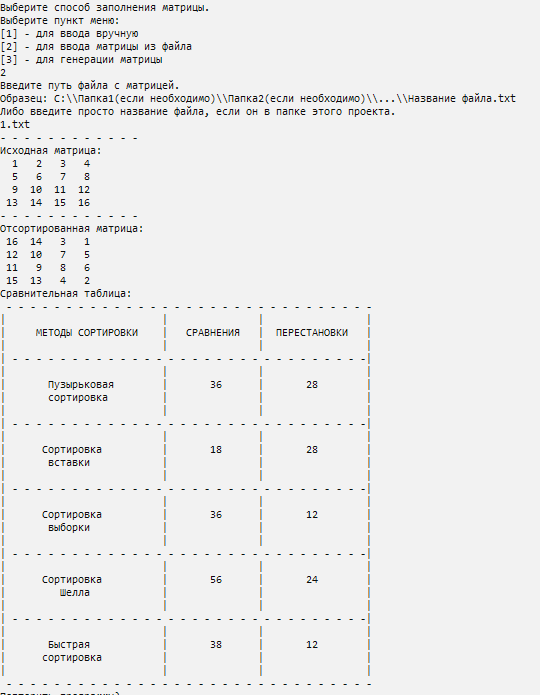 Выберите способ заполнения матрицы.
Выберите пункт меню:
[1] - для ввода вручную
[2] - для ввода матрицы из файла
[3] - для генерации матрицы
2
Введите путь файла с матрицей.
Образец: C:\\Папка1(если необходимо)\\Папка2(если необходимо)\\...\\Название файла.txt
Либо введите просто название файла, если он в папке этого проекта.
1.txt
Исходная матрица:
1 2 3 4
5 6 7 8
9 10 11 12
13 14 15 16
Отсортированная матрица:
16 14 3 1
12 10 7 5
11 9 8 6
15 13 4 2
Сравнительная таблица:
МЕТОДЫ СОРТИРОВКИ СРАВНЕНИЯ ПЕРЕСТАНОВКИ
Пузырьковая 36 28
сортировка
Сортировка 18 28
вставки
Сортировка 36 12
выборки
Сортировка 56 24
Шелла
Быстрая 38 12
сортировка